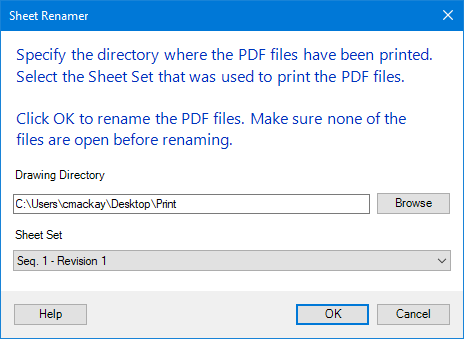 Sheet Renamer
Specify the directory where the PDF files have been printed.
Select the Sheet Set that was used to print the PDF files.
Click OK to rename the PDF files. Make sure none of the
files are open before renaming.
Drawing Directory
C:\Users\cmackay\Desktop\Print
Browse
Sheet Set
Seq. 1 - Revision 1
Help
OK
Cancel